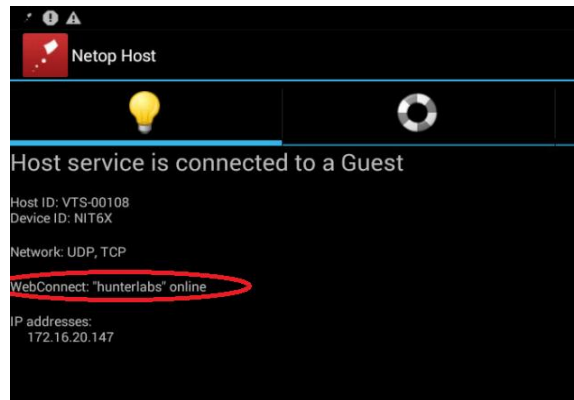 Netop Host
Host service is connected to a Guest
Host ID: VTS-00108
Device ID: NIT6X
Network: UDP, TCP
WebConnect: "hunterlabs" online
IP addresses:
172.16.20.147